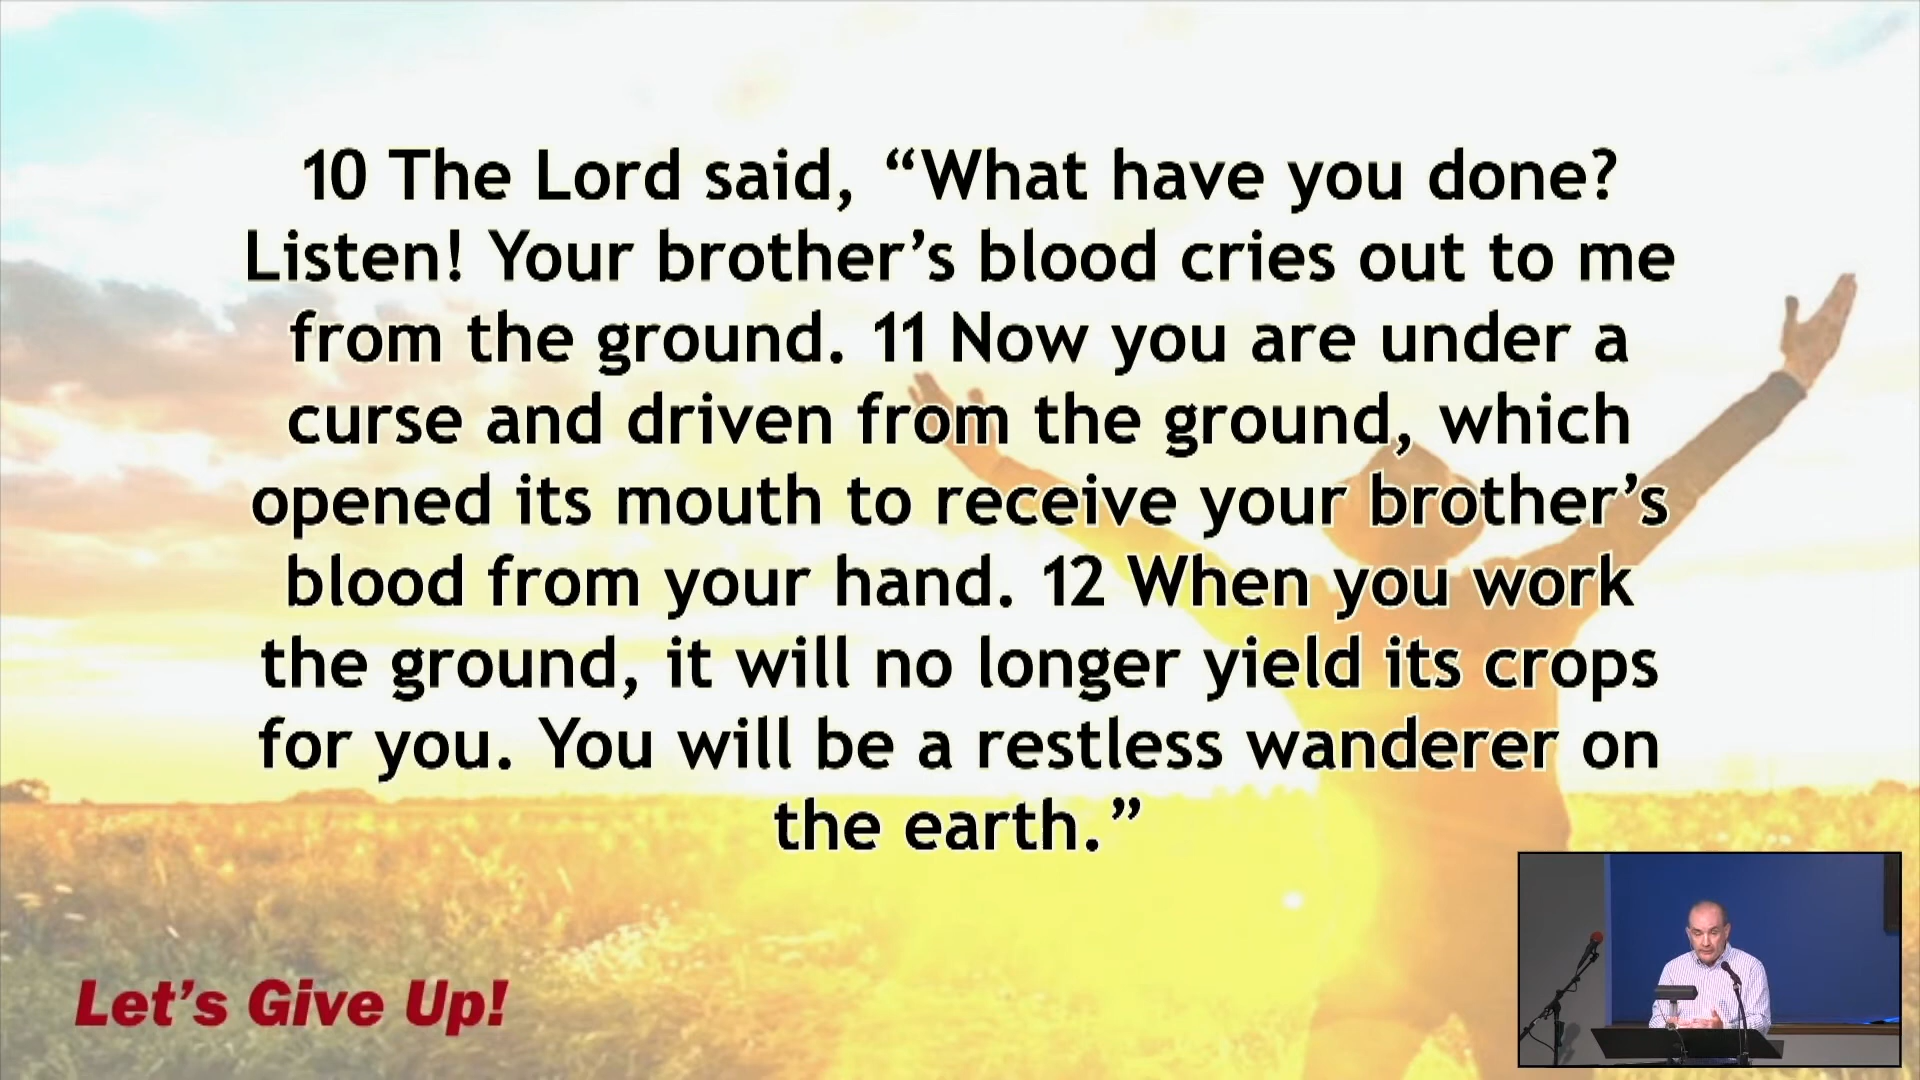 10 The Lord said, “What have you done?
Listen! Your brother’s blood cries out to me
from the ground. 11 Now you are under a
curse and driven from the ground, which
opened its mouth to receive your brother’s
blood from your hand. 12 When you work
the ground, it will no longer yield its crops
for you. You will be a restless wanderer on
the earth.”
Let’s Give Up!